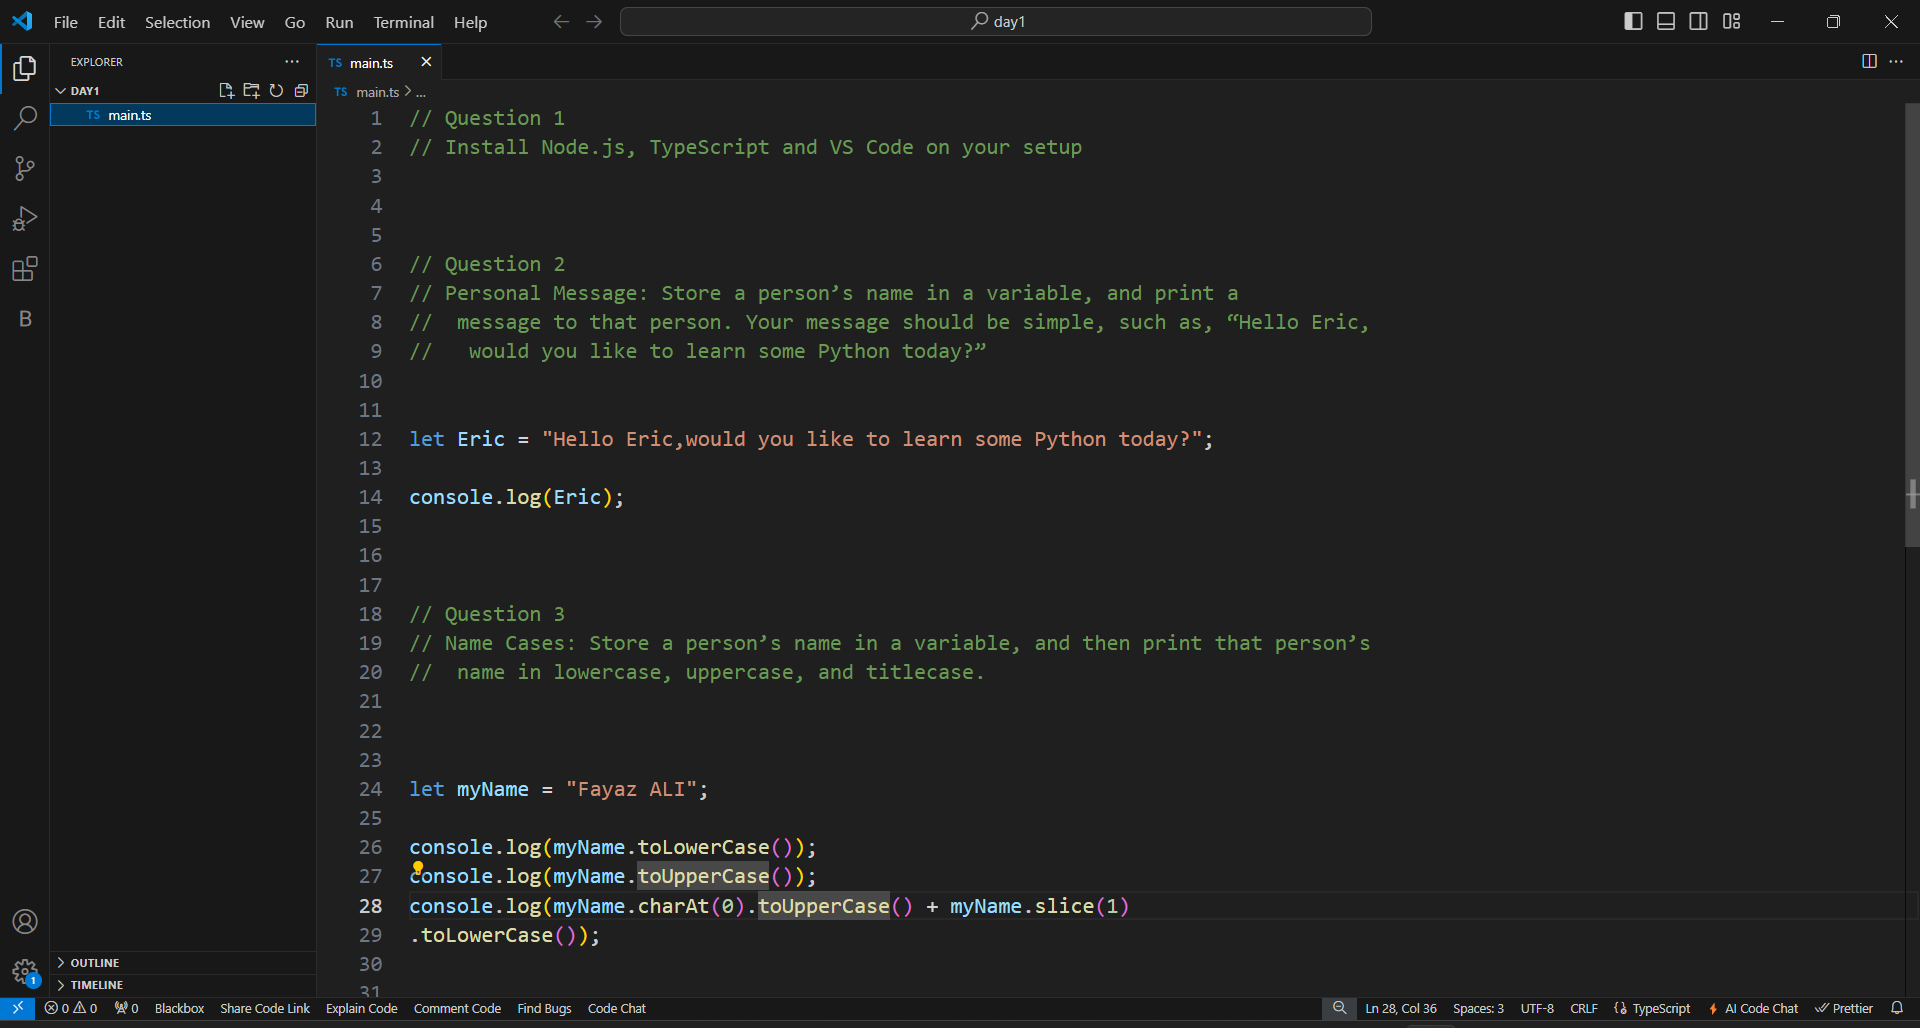 File Edit Selection View Go Run Terminal Help
day1
EXPLORER
DAY1
TS main.ts
TS main.ts
TS main.ts > ...
1 // Question 1
2 // Install Node.js, TypeScript and VS Code on your setup
3
4
5
6 // Question 2
7 // Personal Message: Store a person’s name in a variable, and print a
8 //  message to that person. Your message should be simple, such as, “Hello Eric,
9 //   would you like to learn some Python today?”
10
11
12 let Eric = "Hello Eric,would you like to learn some Python today?";
13
14 console.log(Eric);
15
16
17
18 // Question 3
19 // Name Cases: Store a person’s name in a variable, and then print that person’s
20 //  name in lowercase, uppercase, and titlecase.
21
22
23
24 let myName = "Fayaz ALI";
25
26 console.log(myName.toLowerCase());
27 console.log(myName.toUpperCase());
28 console.log(myName.charAt(0).toUpperCase() + myName.slice(1)
29 .toLowerCase());
30
31
B
OUTLINE
TIMELINE
1
0 0 0 Blackbox Share Code Link Explain Code Comment Code Find Bugs Code Chat Ln 28, Col 36 Spaces: 3 UTF-8 CRLF {} TypeScript AI Code Chat Prettier